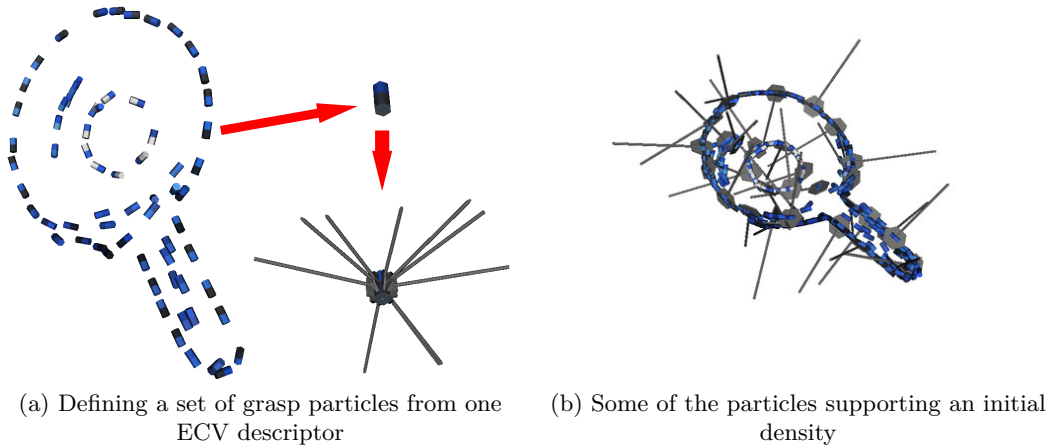 (a) Defining a set of grasp particles from one
ECV descriptor
(b) Some of the particles supporting an initial
density